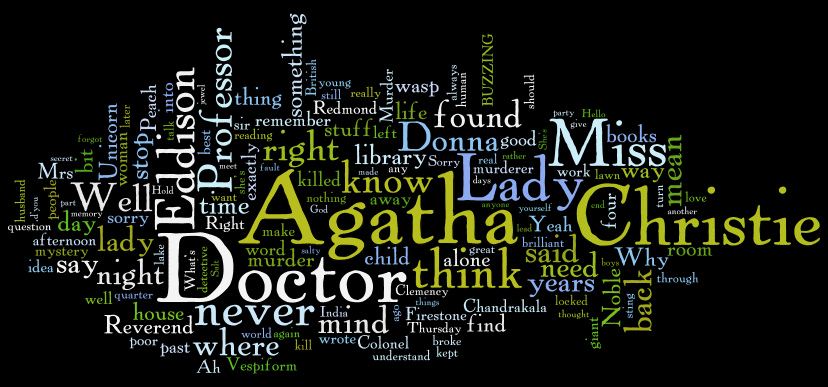 Agatha
Christie
Doctor
Lady
Miss
Eddison
Professor
Donna
think
never
know
right
found
Well
mind
where
night
said
need
back
years
mean
time
library
something
thing
remember
stuff
left
life
wasp
good
books
work
way
room
Why
Noble
four
Yeah
alone
child
murder
word
killed
away
Redmond
Murder
BUZZING
British
young
still
really
always
human
should
jewel
into
each
stop
Unicorn
woman
later
bit
Mrs
forgot
talk
best
sir
reading
exactly
she's
meet
fault
want
Hold
secret
people
husband
part
d'you
memory
question
day
sorry
lady
afternoon
mystery
idea
say
take
What's
detective
Salt
Right
God
nothing
make
made
any
Sorry
real
rather
murderer
days
yourself
anyone
lead
She's
party
Hello
give
lawn
turn
love
another
end
brilliant
great
salty
Clemency
things
Chandrakala
Firestone
Thursday
find
Colonel
understand
broke
kept
ago
India
wrote
world
again
kill
Vespiform
Ah
past
poor
Reverend
house
quarter
well
locked
thought
sting
giant
boys
through